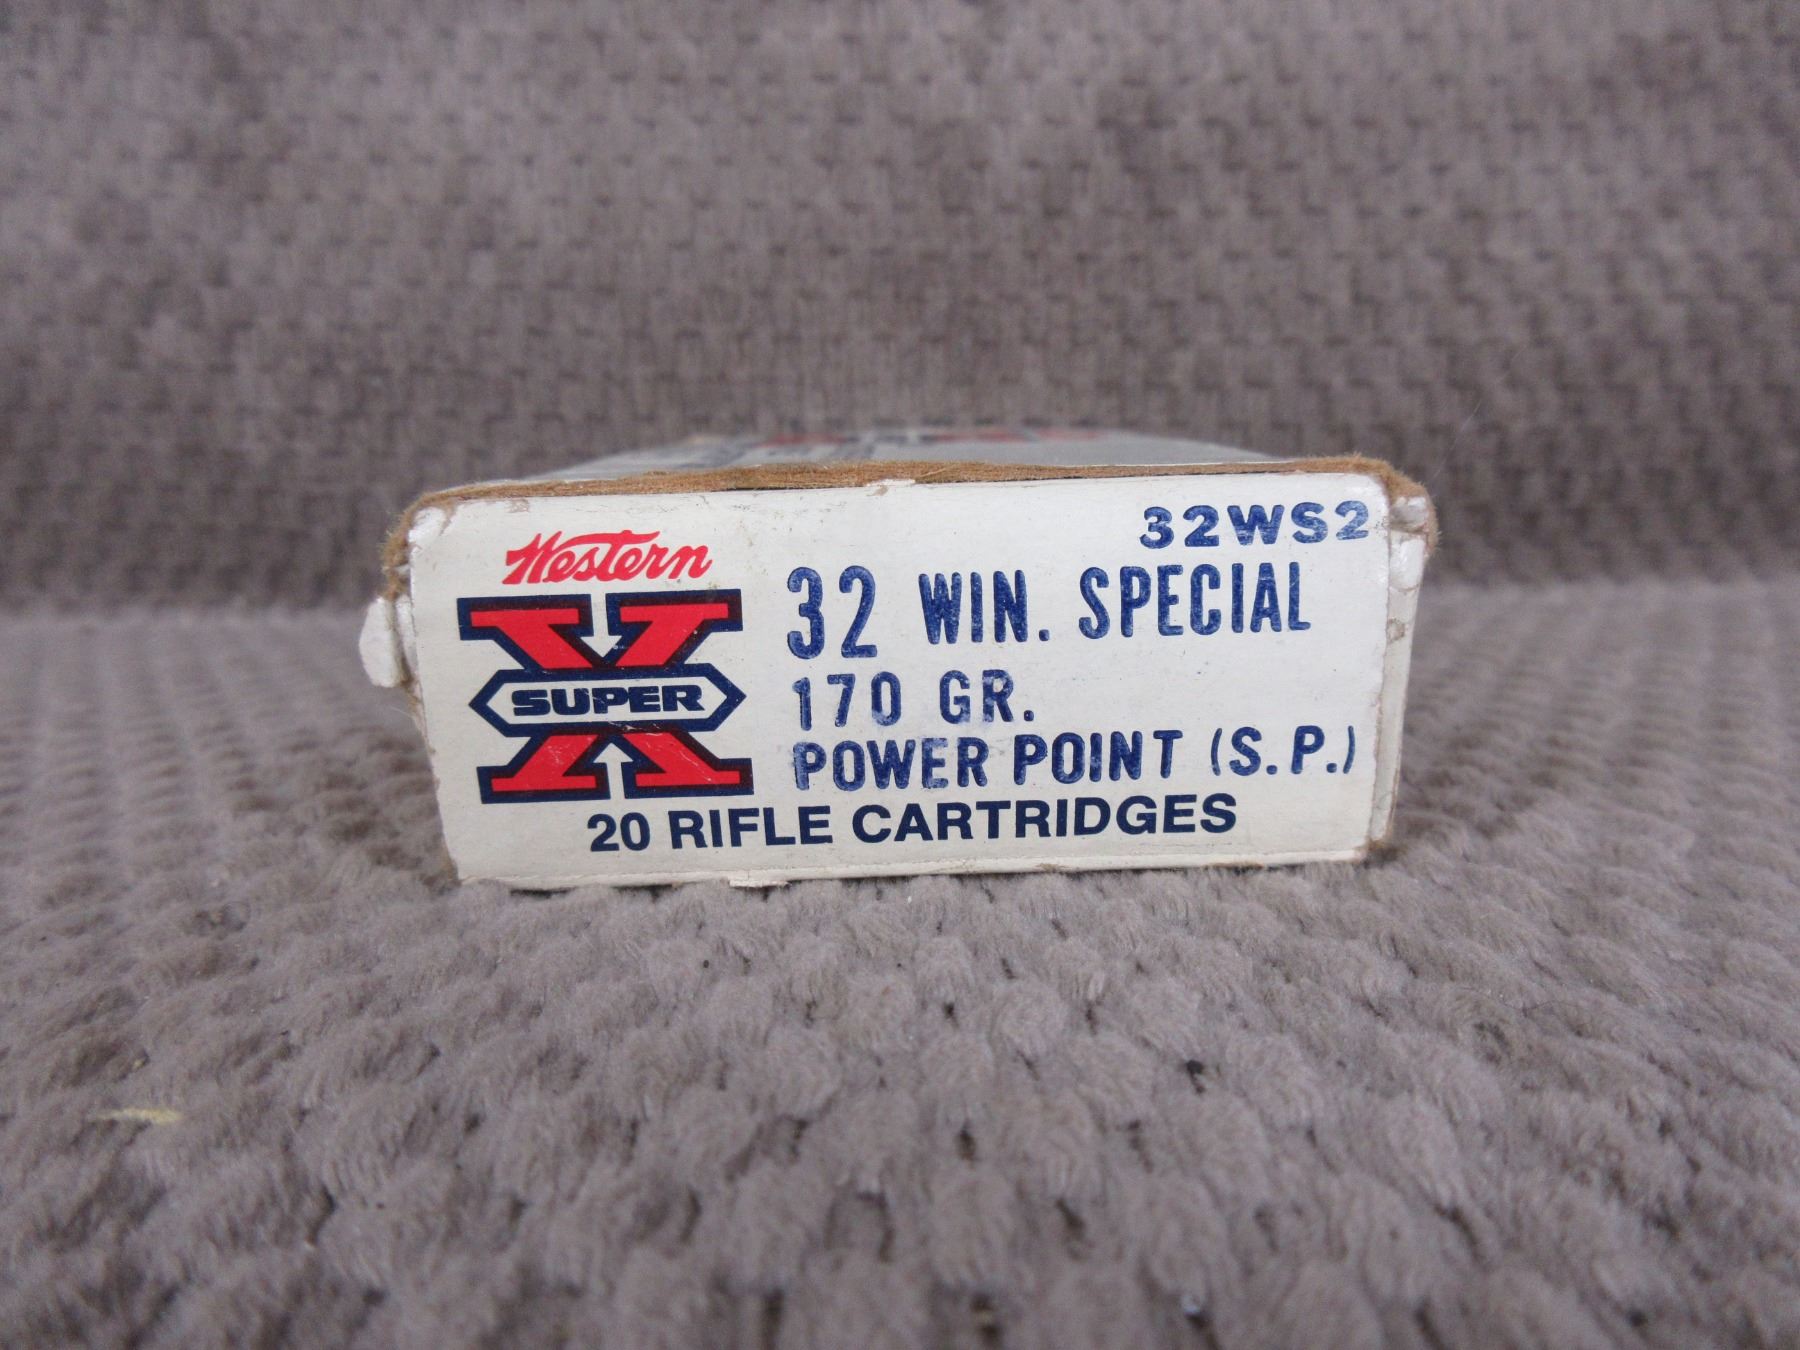 Western
SUPER X
32WS2
32 WIN. SPECIAL
170 GR.
POWER POINT (S.P.)
20 RIFLE CARTRIDGES